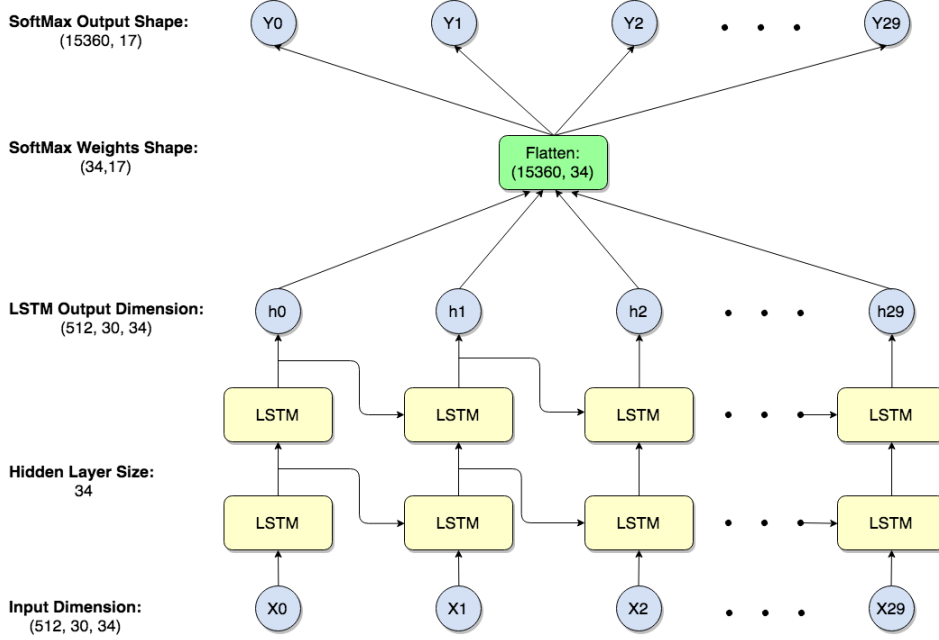 SoftMax Output Shape:
(15360, 17)
Y0
Y1
Y2
Y29
SoftMax Weights Shape:
(34,17)
Flatten:
(15360, 34)
LSTM Output Dimension:
(512, 30, 34)
h0
h1
h2
h29
LSTM
LSTM
LSTM
LSTM
Hidden Layer Size:
34
LSTM
LSTM
LSTM
LSTM
Input Dimension:
(512, 30, 34)
X0
X1
X2
X29